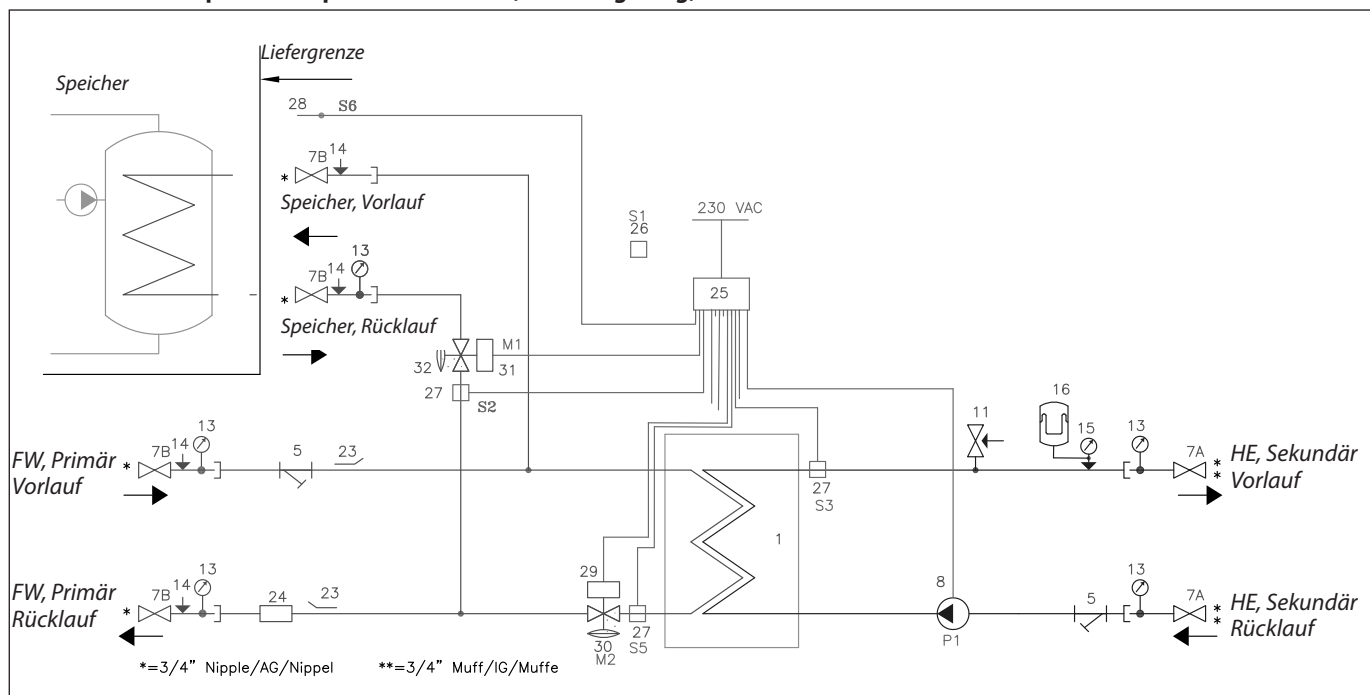 Liefergrenze
Speicher
28 S6
14
7B
*
Speicher, Vorlauf
S1
26
230 VAC
13
14
7B
*
25
Speicher, Rücklauf
M1
32
31
27
S2
16
11
15
13
13
14
7B
5
23
7A
FW, Primär *
Vorlauf
**
HE, Sekundär
Vorlauf
27
S3
1
13
14
7B
29
8
13
7A
5
FW, Primär *
Rücklauf
24
23
**
HE, Sekundär
Rücklauf
27
30
S5
M2
P1
*=3/4" Nipple/AG/Nippel **=3/4" Muff/IG/Muffe